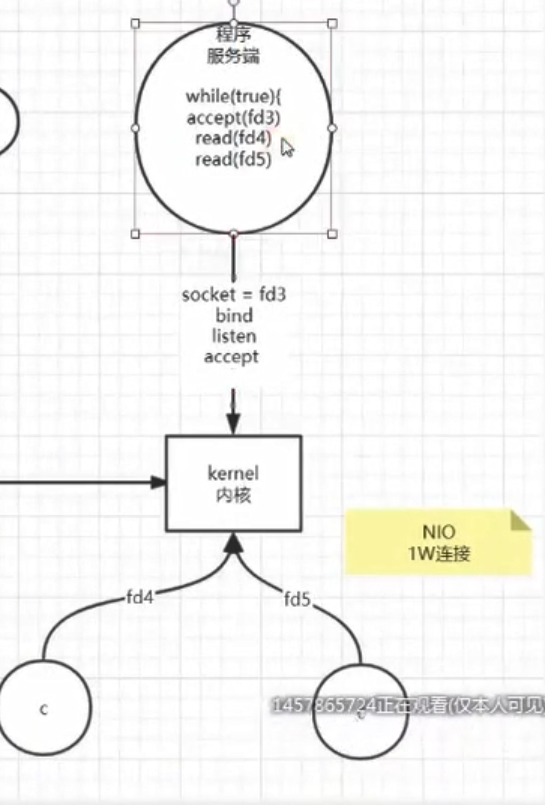 程序
服务端
while(true){
accept(fd3)
read(fd4)
read(fd5)
socket = fd3
bind
listen
accept
kernel
内核
NIO
1W连接
fd4
fd5
c
1457865724正在观看(仅本人可见)
c